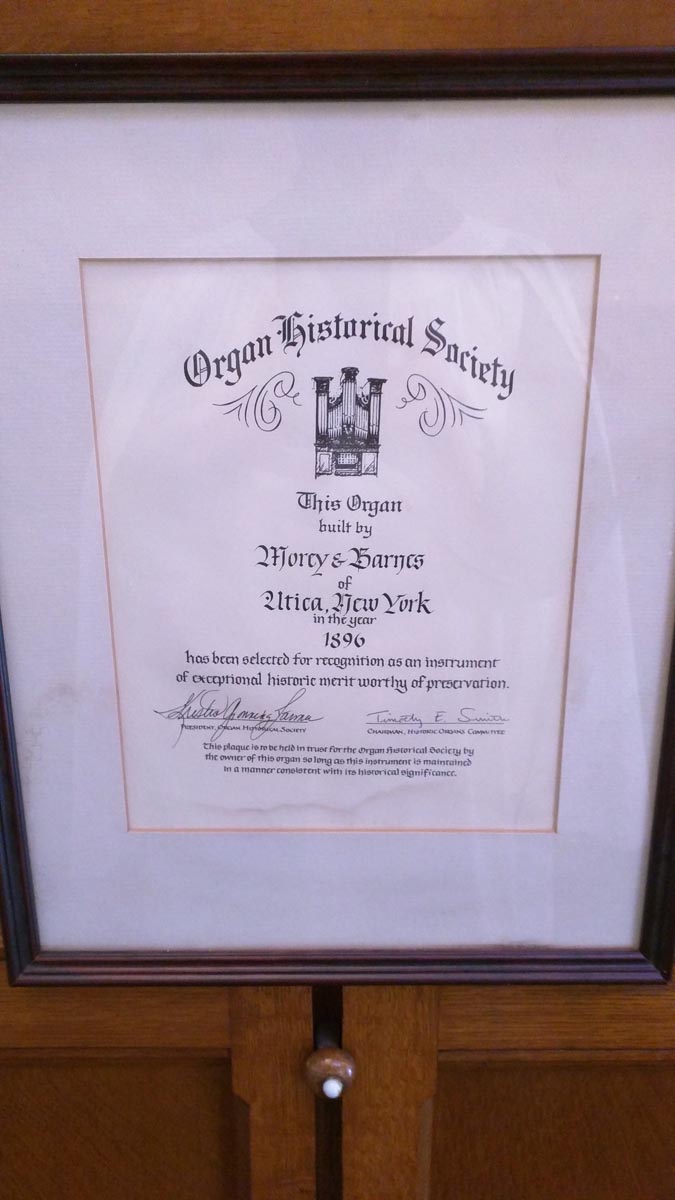 Organ Historical Society
This Organ
built by
Morey & Barnes
of
Utica, New York
in the year
1896
has been selected for recognition as an instrument
of exceptional historic merit worthy of preservation.
Timothy E. Smith
President, Organ Historical Society
Chairman, Historic Organs Committee
This plaque is to be held in trust for the Organ Historical Society by
the owner of this organ so long as this instrument is maintained
in a manner consistent with its historical significance.